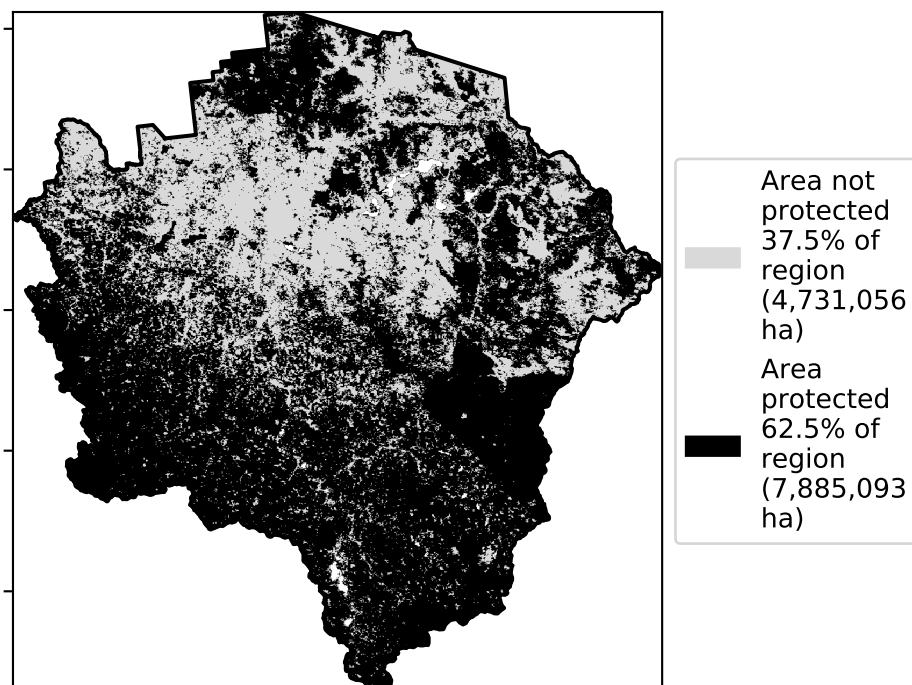 Area not
protected
37.5% of
region
(4,731,056
ha)
Area
protected
62.5% of
region
(7,885,093
ha)